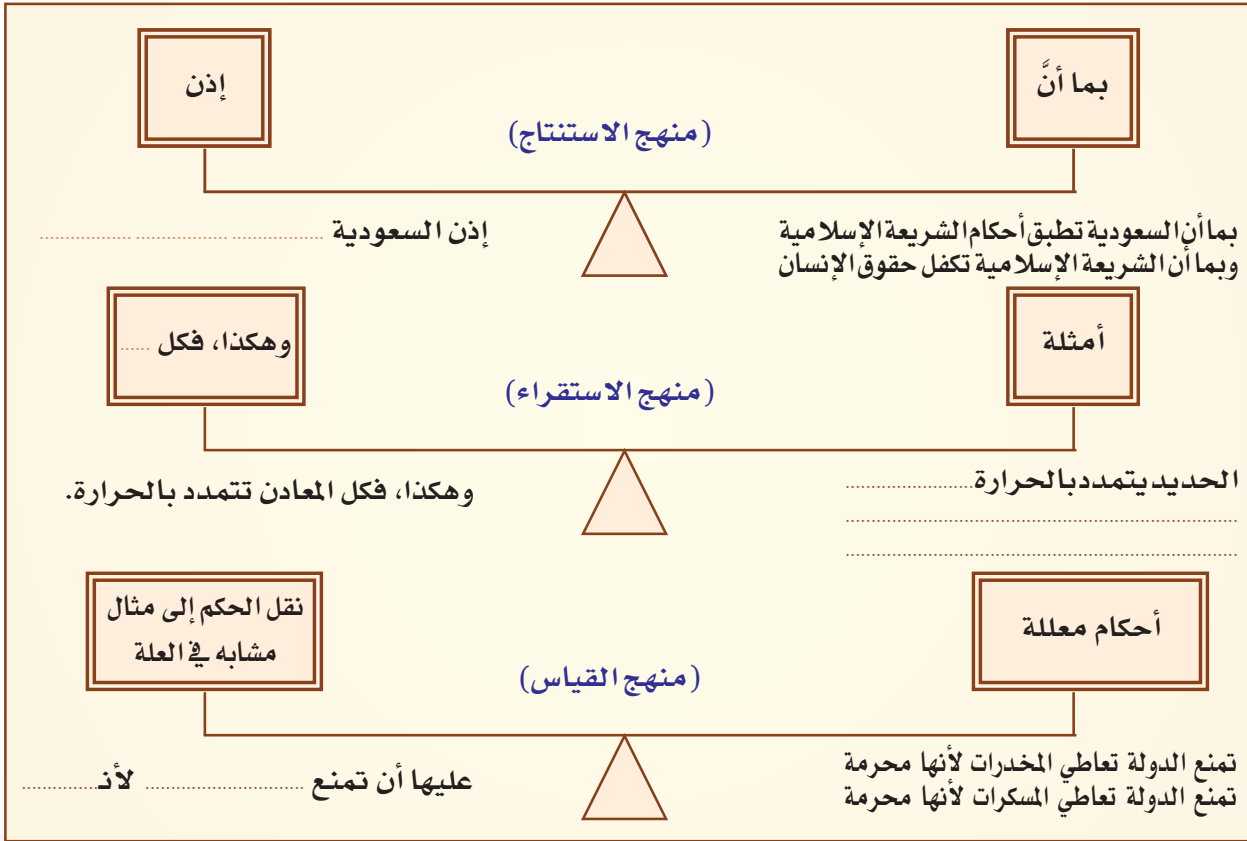 بما أنَّ
إذن
(منهج الاستنتاج)
بما أن السعودية تطبق أحكام الشريعة الإسلامية
وبما أن الشريعة الإسلامية تكفل حقوق الإنسان
إذن السعودية ................ ................ ................
أمثلة
وهكذا، فكل ......
(منهج الاستقراء)
الحديد يتمدد بالحرارة..........................
................................................................................
................................................................................
وهكذا، فكل المعادن تتمدد بالحرارة.
أحكام معللة
نقل الحكم إلى مثال
مشابه في العلة
(منهج القياس)
تمنع الدولة تعاطي المخدرات لأنها محرمة
تمنع الدولة تعاطي المسكرات لأنها محرمة
عليها أن تمنع ................................ لأنـ................